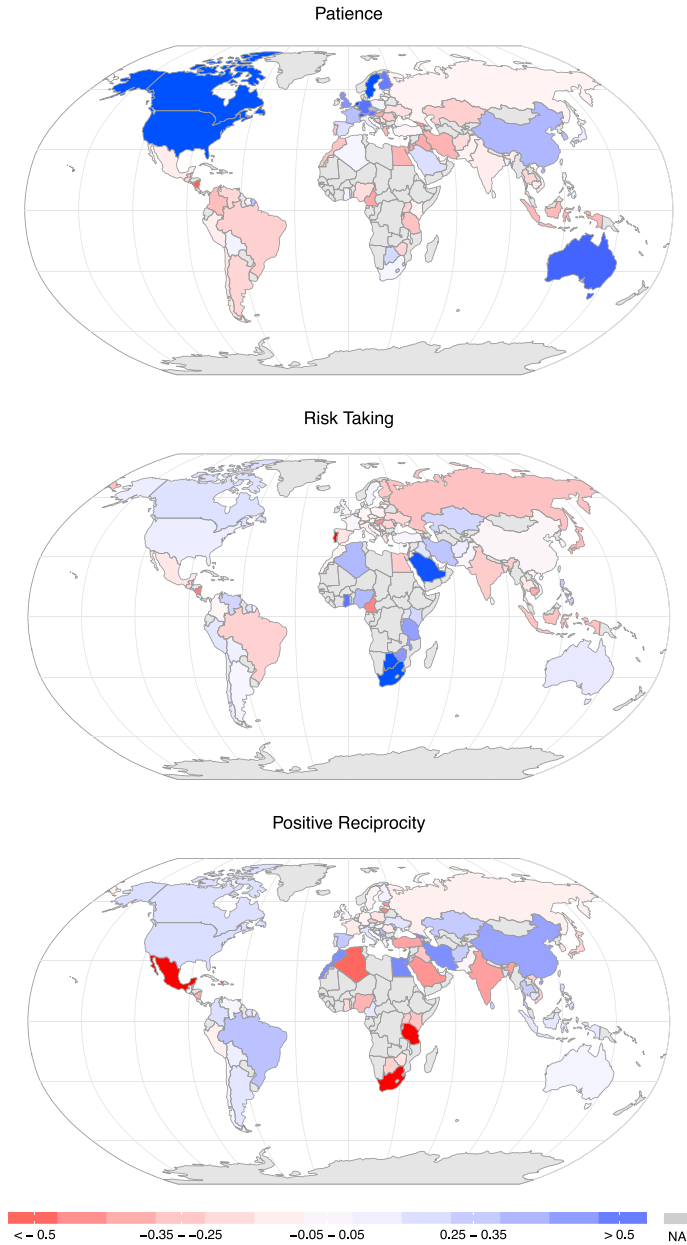 Patience
Risk Taking
Positive Reciprocity
< − 0.5 −0.35 − −0.25 −0.05 − 0.05 0.25 − 0.35 > 0.5 NA